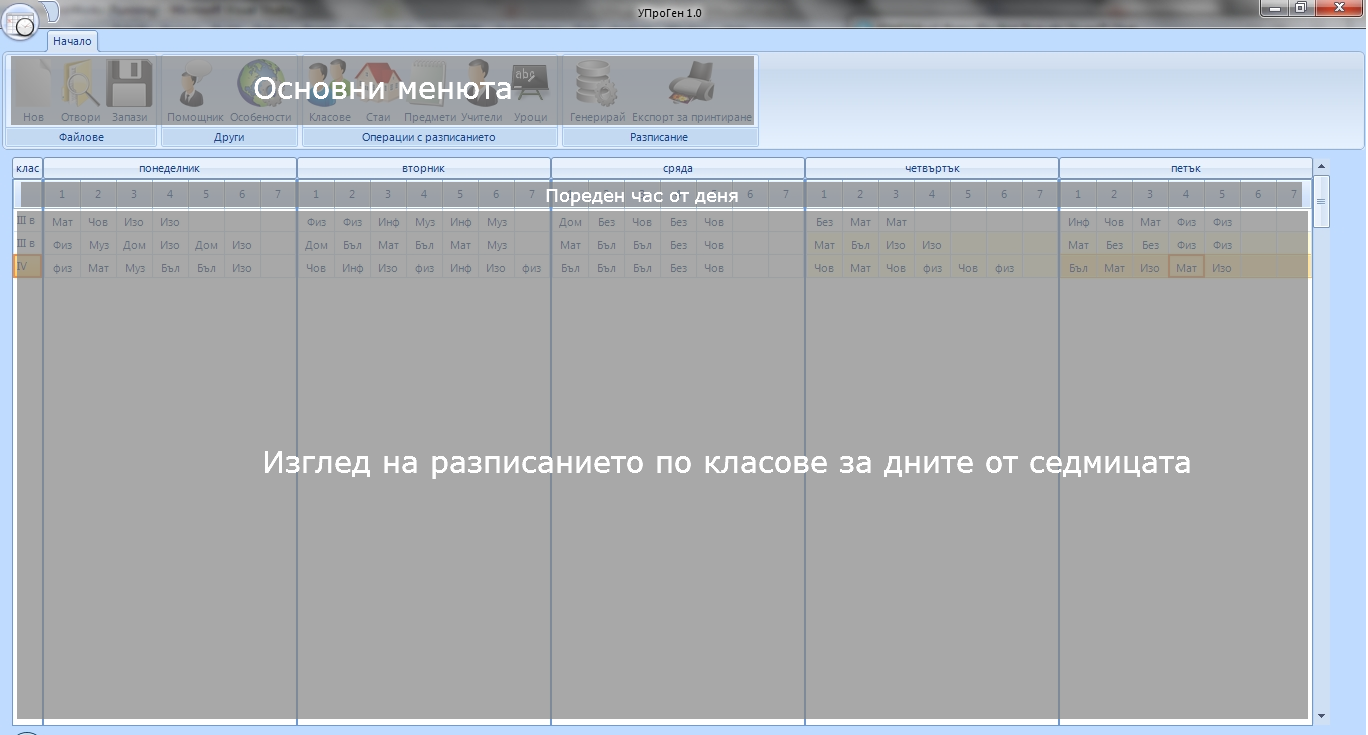 УПроГен 1.0
Начало
Нов Отвори Запази Помощник Особености Класове Стаи Предмети Учители Уроци Генерирай Експорт за принтиране
Основни менюта
Файлове Други Операции с разписанието Разписание
клас понеделник вторник сряда четвъртък петък
1 2 3 4 5 6 7 1 2 3 4 5 6 7 6 7 1 2 3 4 5 6 7 1 2 3 4 5 6 7
Пореден час от деня
III в Мат Чов Изо Изо Физ Физ Инф Муз Инф Муз Дом Без Чов Без Чов Без Мат Мат Инф Чов Мат Физ Физ
III в Физ Муз Дом Изо Дом Изо Дом Бъл Мат Бъл Мат Муз Мат Бъл Бъл Без Чов Мат Бъл Изо Изо Мат Без Без Физ Физ
IV физ Мат Муз Бъл Бъл Изо Чов Инф Изо физ Инф Изо физ Бъл Бъл Бъл Без Чов Чов Мат Чов физ Чов физ Бъл Мат Изо Мат Изо
Изглед на разписанието по класове за дните от седмицата